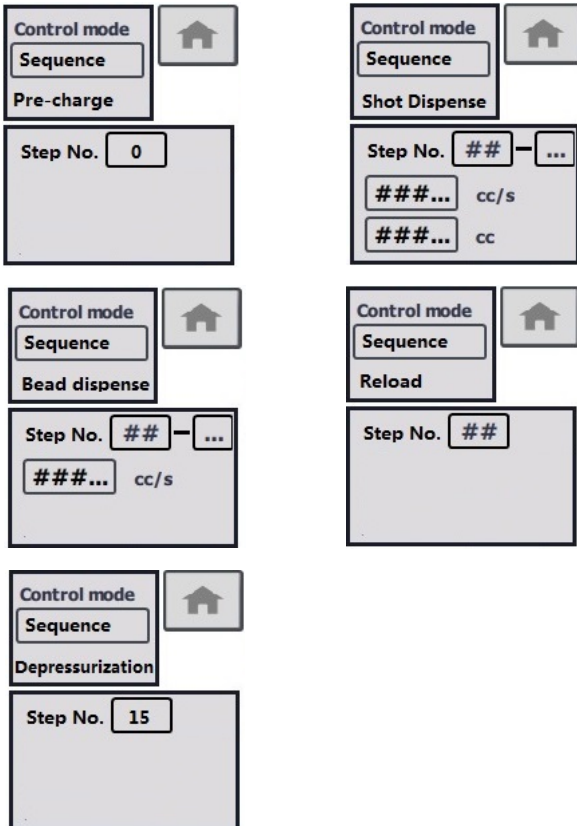 Control mode
Sequence
Pre-charge
Step No. 0
Control mode
Sequence
Shot Dispense
Step No. ## - ...
###... cc/s
###... cc
Control mode
Sequence
Bead dispense
Step No. ## - ...
###... cc/s
Control mode
Sequence
Reload
Step No. ##
Control mode
Sequence
Depressurization
Step No. 15